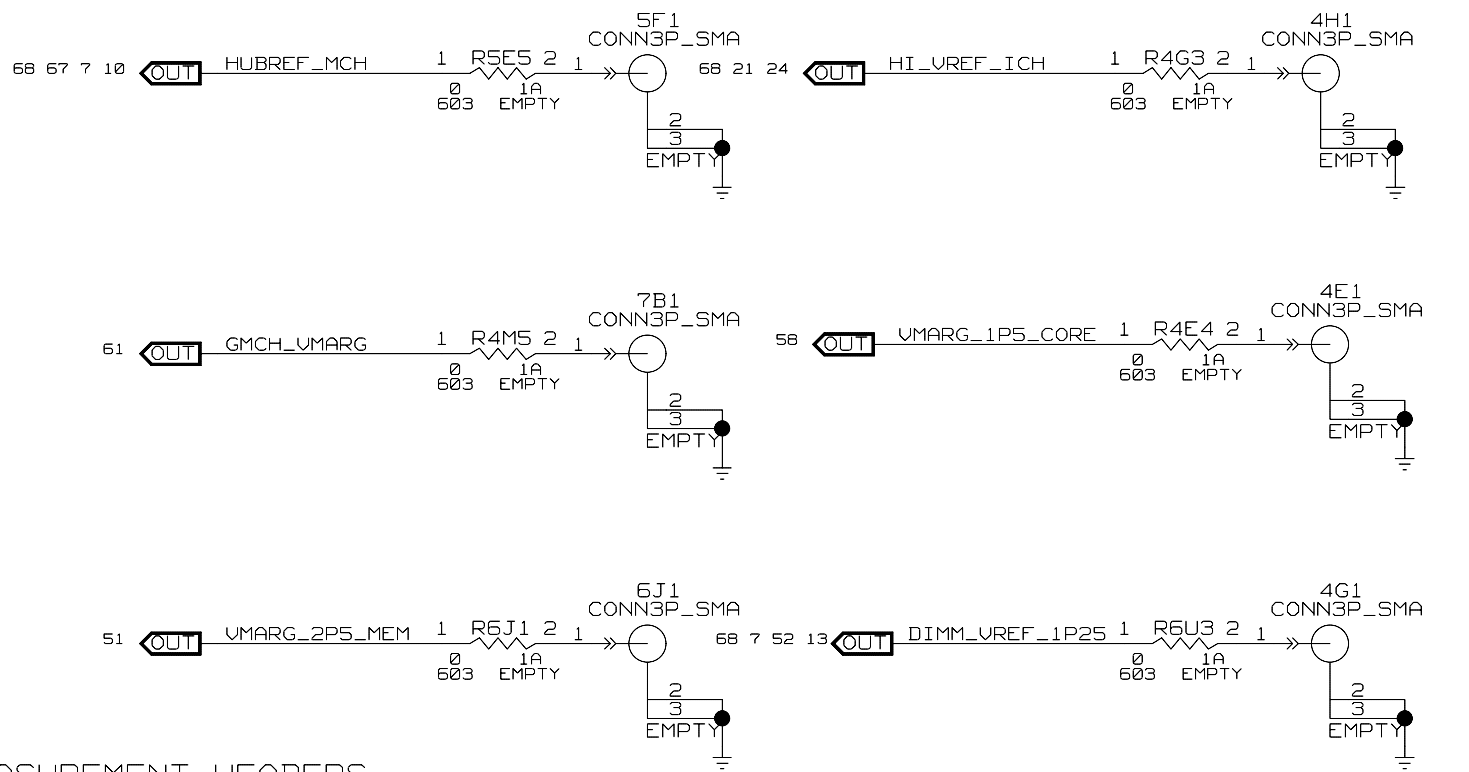 5F1
CONN3P_SMA
68 67 7 10 OUT HUBREF_MCH 1 R5E5 2 1
0 1A
603 EMPTY
2
3
EMPTY
4H1
CONN3P_SMA
68 21 24 OUT HI_VREF_ICH 1 R4G3 2 1
0 1A
603 EMPTY
2
3
EMPTY
7B1
CONN3P_SMA
61 OUT GMCH_VMARG 1 R4M5 2 1
0 1A
603 EMPTY
2
3
EMPTY
4E1
CONN3P_SMA
58 OUT VMARG_1P5_CORE 1 R4E4 2 1
0 1A
603 EMPTY
2
3
EMPTY
6J1
CONN3P_SMA
51 OUT VMARG_2P5_MEM 1 R6J1 2 1
0 1A
603 EMPTY
2
3
EMPTY
4G1
CONN3P_SMA
68 7 52 13 OUT DIMM_VREF_1P25 1 R6U3 2 1
0 1A
603 EMPTY
2
3
EMPTY